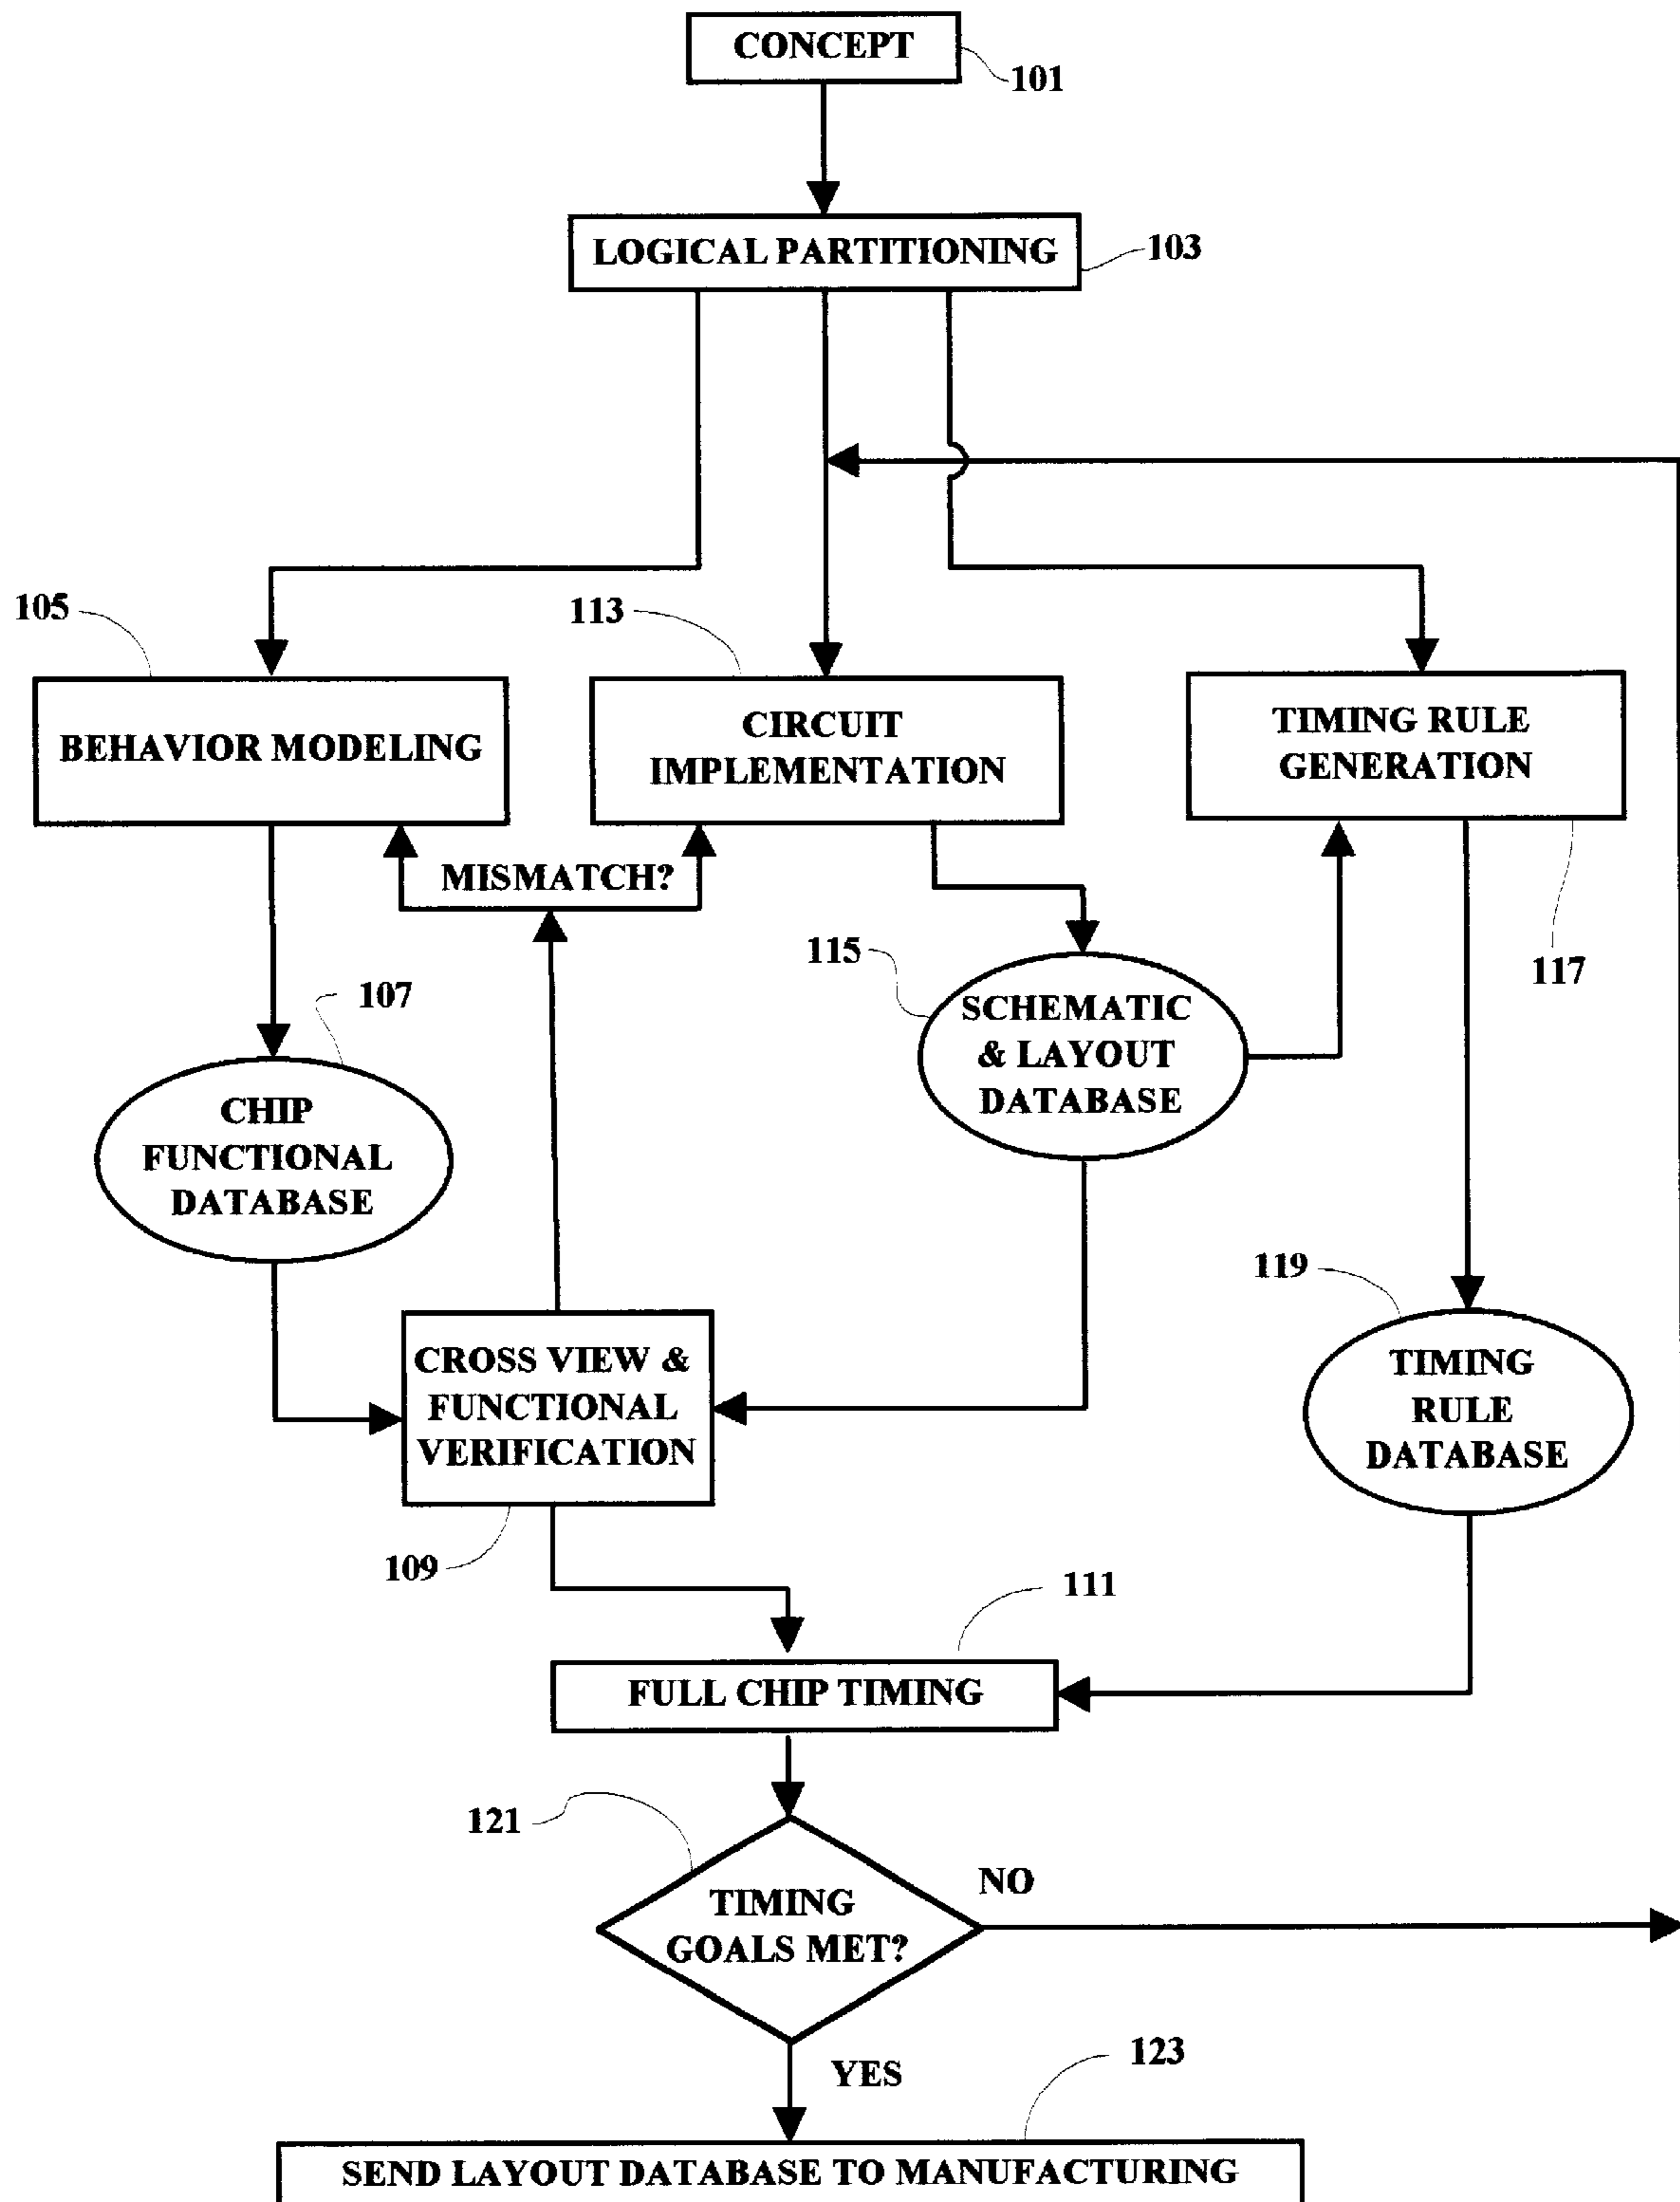 CONCEPT
101
LOGICAL PARTITIONING
103
105
113
BEHAVIOR MODELING
CIRCUIT
IMPLEMENTATION
TIMING RULE
GENERATION
MISMATCH?
117
107
115
SCHEMATIC
& LAYOUT
DATABASE
CHIP
FUNCTIONAL
DATABASE
119
CROSS VIEW &
FUNCTIONAL
VERIFICATION
TIMING
RULE
DATABASE
109
111
FULL CHIP TIMING
121
NO
TIMING
GOALS MET?
YES
123
SEND LAYOUT DATABASE TO MANUFACTURING